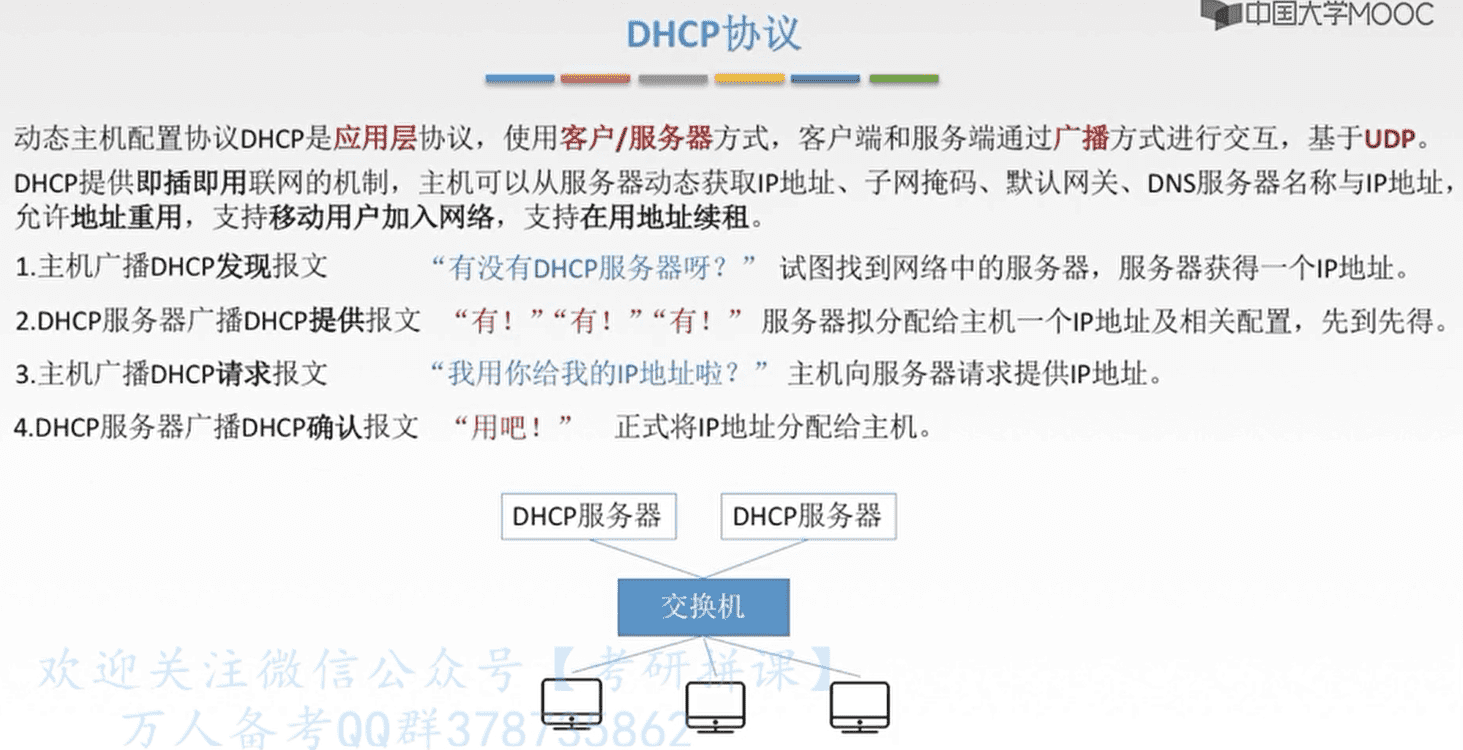 中国大学MOOC
DHCP协议
动态主机配置协议DHCP是应用层协议，使用客户/服务器方式，客户端和服务端通过广播方式进行交互，基于UDP。
DHCP提供即插即用联网的机制，主机可以从服务器动态获取IP地址、子网掩码、默认网关、DNS服务器名称与IP地址，
允许地址重用，支持移动用户加入网络，支持在用地址续租。
1.主机广播DHCP发现报文 “有没有DHCP服务器呀？” 试图找到网络中的服务器，服务器获得一个IP地址。
2.DHCP服务器广播DHCP提供报文 “有！”“有！”“有！” 服务器拟分配给主机一个IP地址及相关配置，先到先得。
3.主机广播DHCP请求报文 “我用你给我的IP地址啦？” 主机向服务器请求提供IP地址。
4.DHCP服务器广播DHCP确认报文 “用吧！” 正式将IP地址分配给主机。
DHCP服务器 DHCP服务器
交换机
欢迎关注微信公众号【考研拼课】
万人备考QQ群378735862